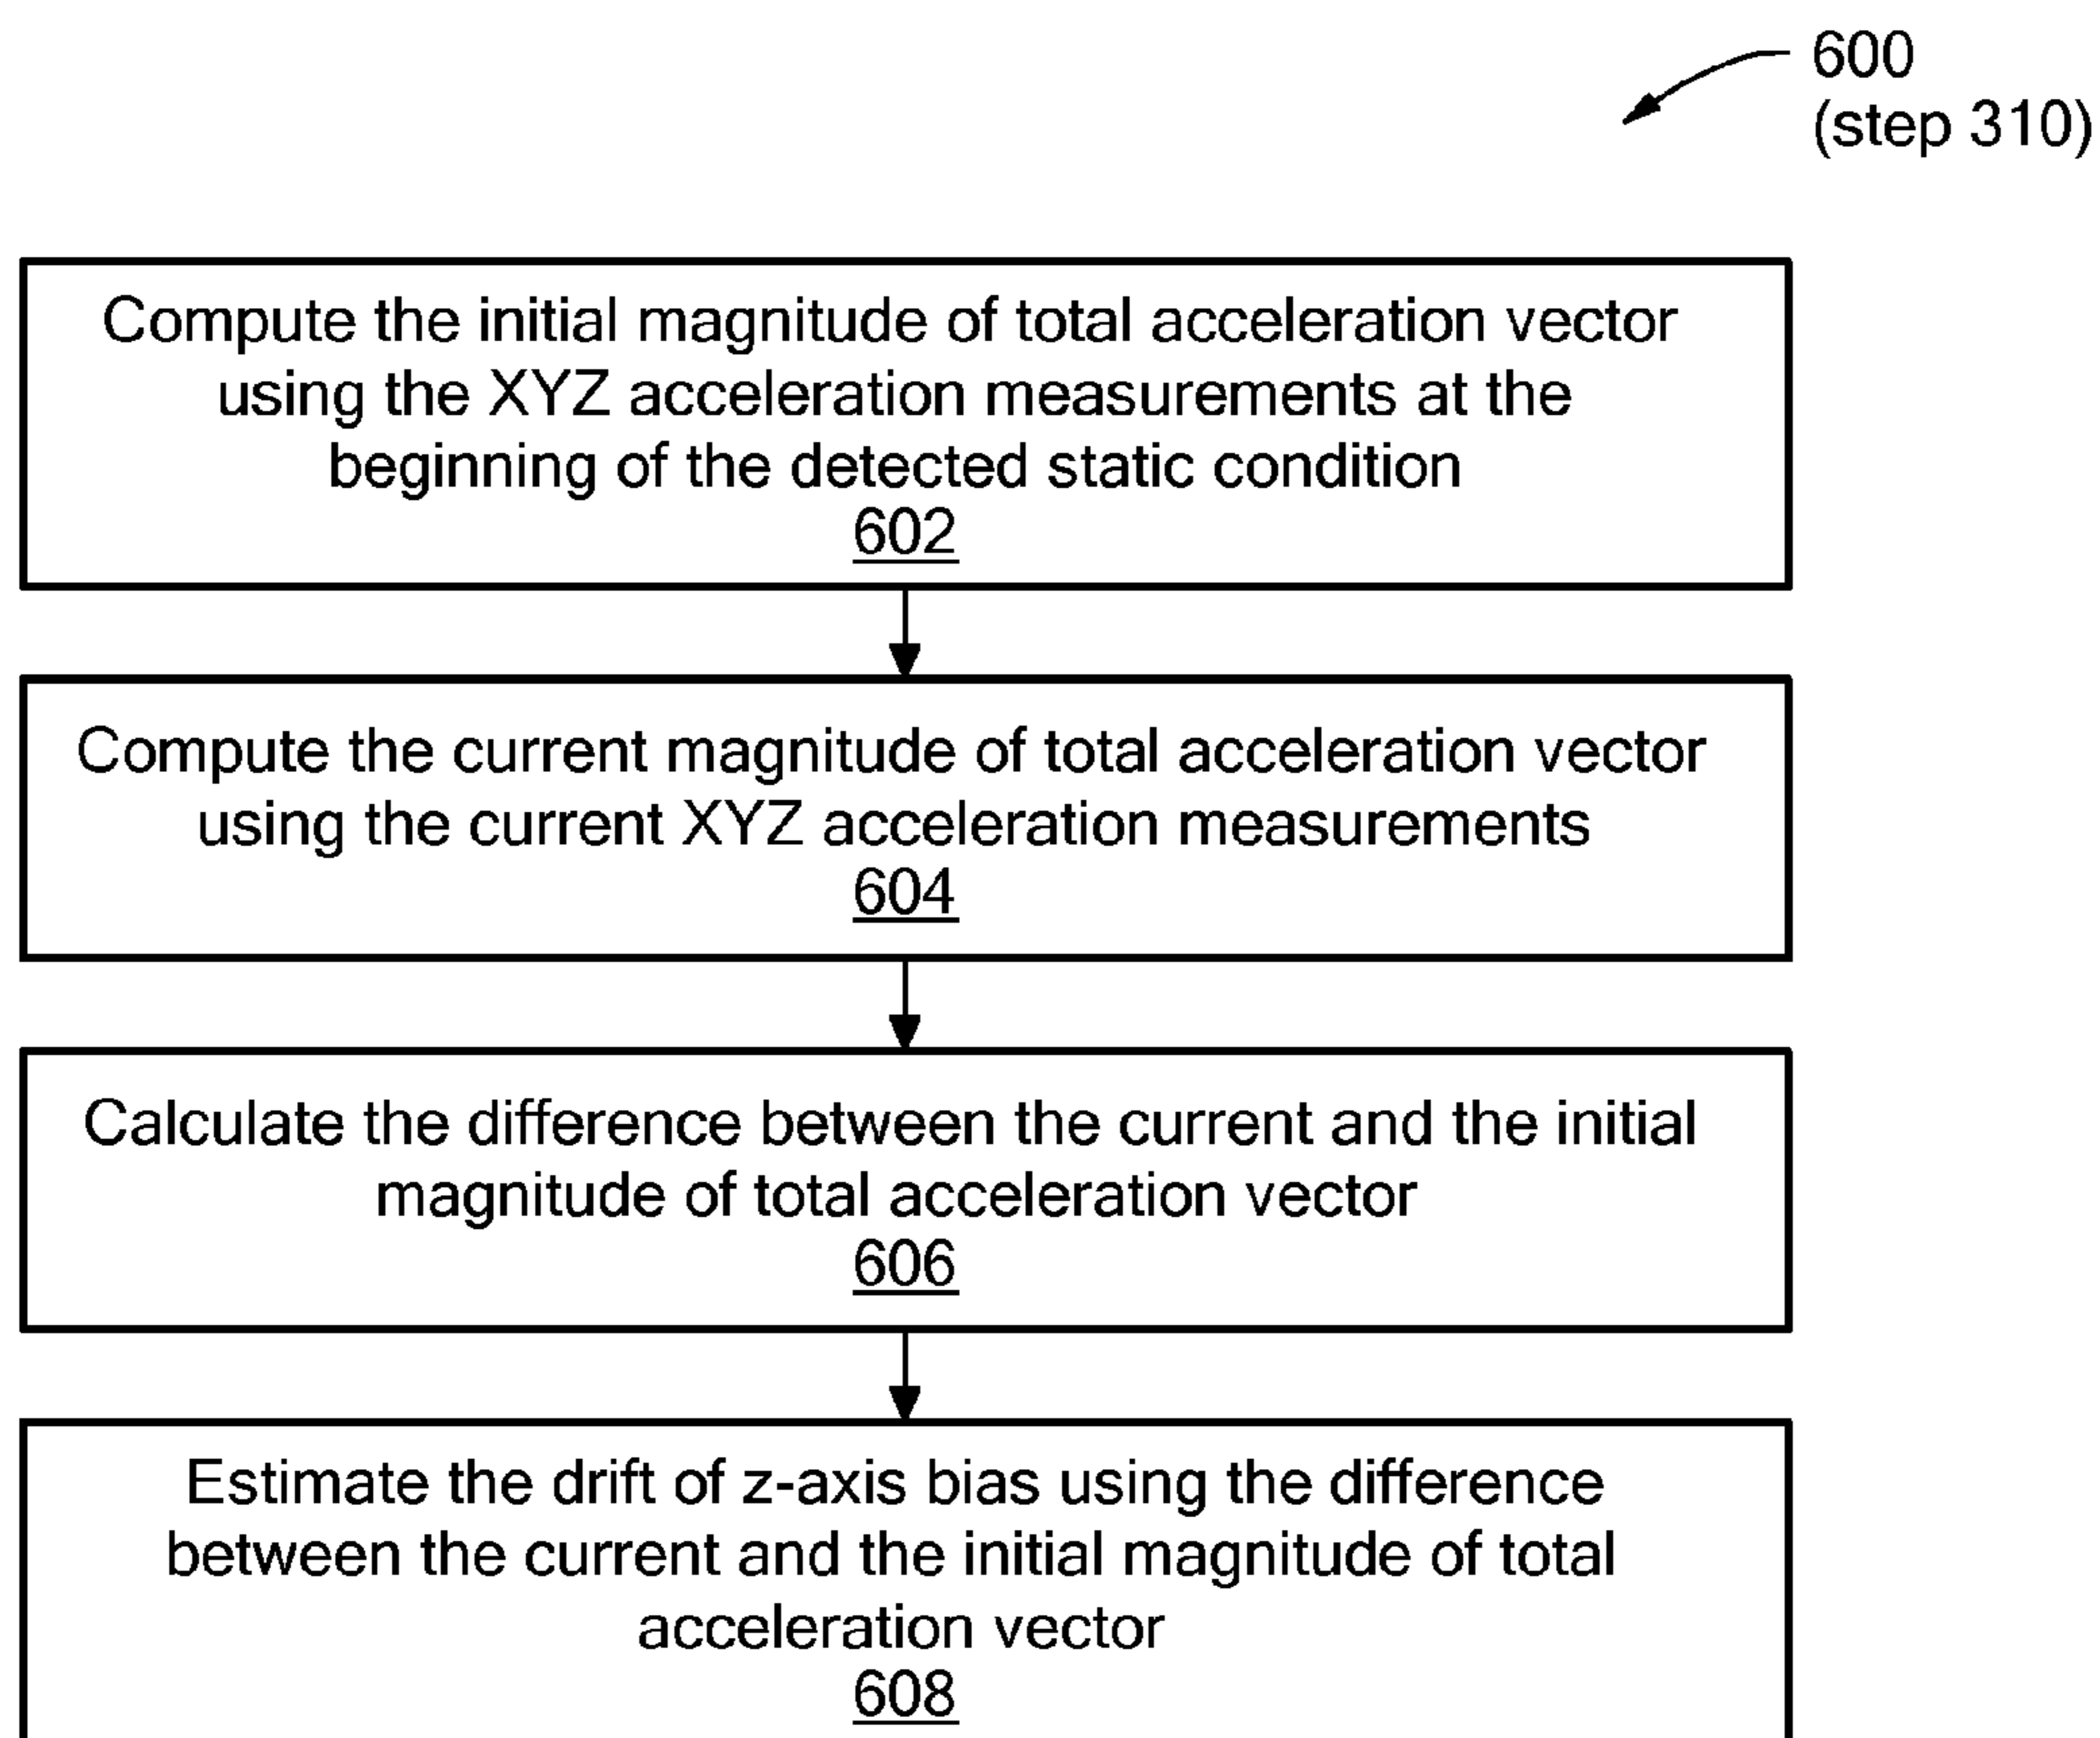 600
(step 310)
Compute the initial magnitude of total acceleration vector
using the XYZ acceleration measurements at the
beginning of the detected static condition
602
Compute the current magnitude of total acceleration vector
using the current XYZ acceleration measurements
604
Calculate the difference between the current and the initial
magnitude of total acceleration vector
606
Estimate the drift of z-axis bias using the difference
between the current and the initial magnitude of total
acceleration vector
608